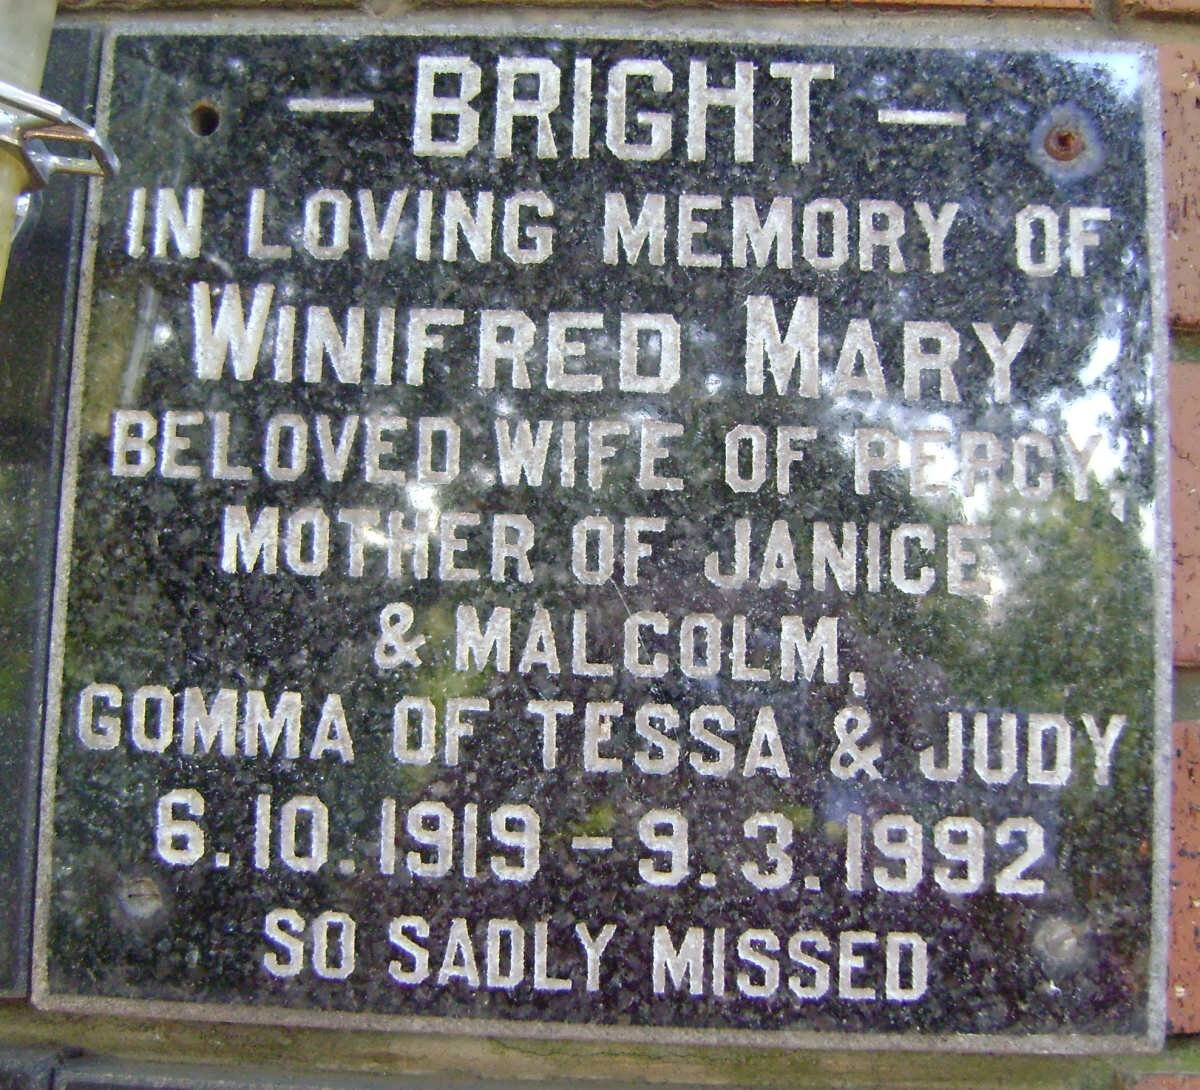 — BRIGHT —
IN LOVING MEMORY OF
WINIFRED MARY
BELOVED WIFE OF PERCY,
MOTHER OF JANICE
& MALCOLM,
GOMMA OF TESSA & JUDY
6.10.1919 – 9.3.1992
SO SADLY MISSED